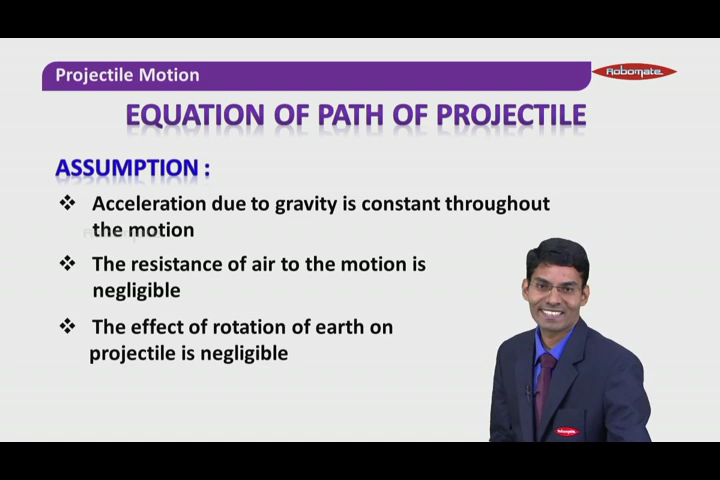 Projectile Motion
Robomate
EQUATION OF PATH OF PROJECTILE
ASSUMPTION :
❖ Acceleration due to gravity is constant throughout
the motion
❖ The resistance of air to the motion is
negligible
❖ The effect of rotation of earth on
projectile is negligible
Robomate